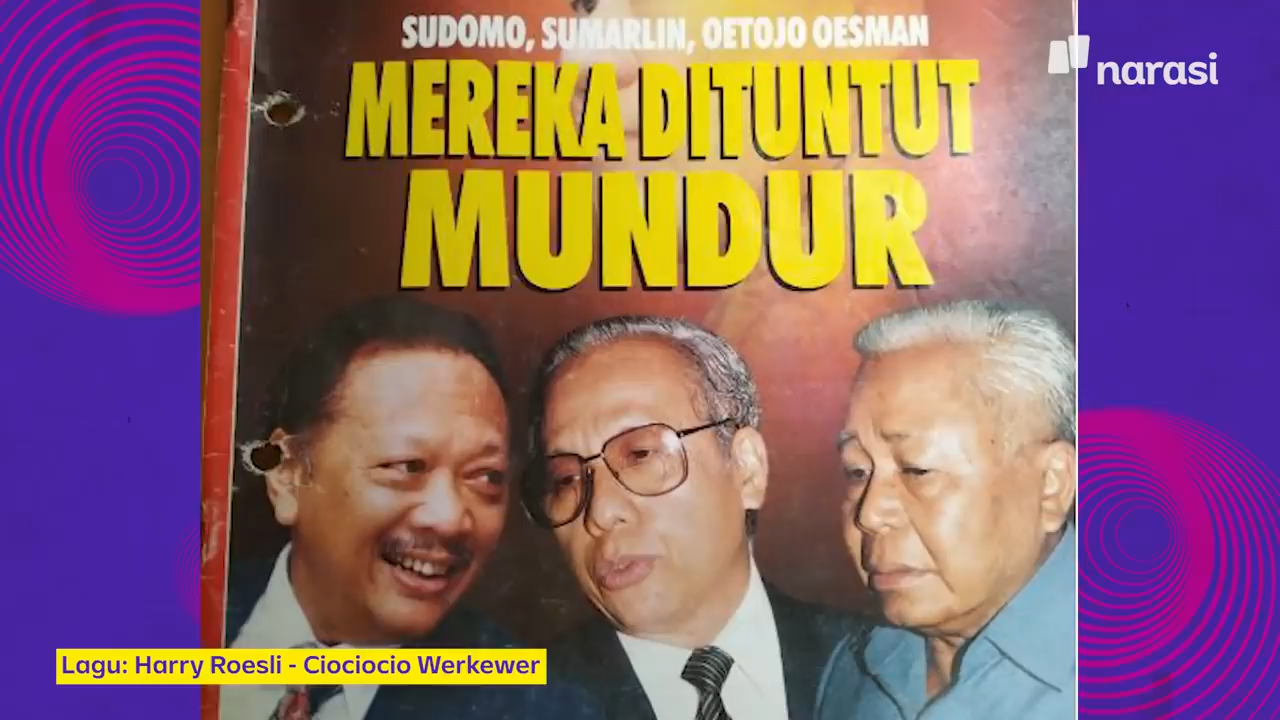 SUDOMO, SUMARLIN, OETOJO OESMAN
MEREKA DITUNTUT
MUNDUR
narasi
Lagu: Harry Roesli - Ciociocio Werkewer